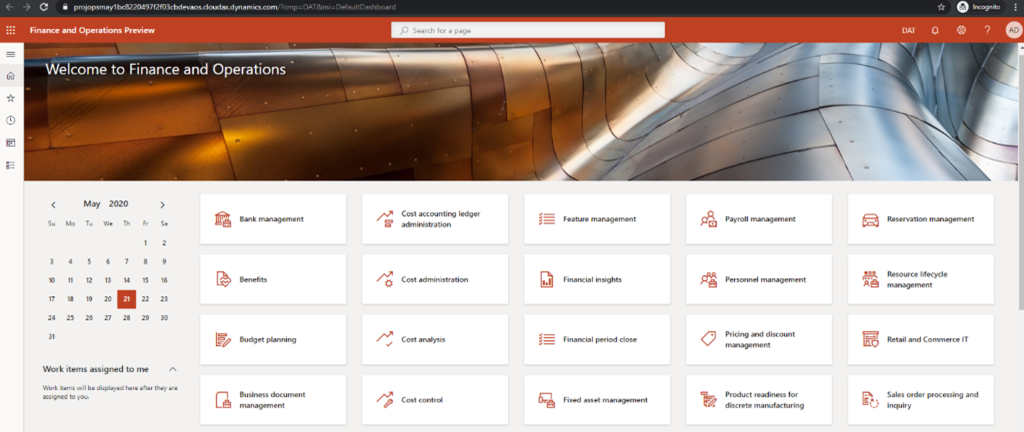 projopsmay1bc8220497f2f03cbdevaos.cloudax.dynamics.com/?cmp=DAT&mi=DefaultDashboard
Incognito
Finance and Operations Preview
Search for a page
DAT
?
AD
Welcome to Finance and Operations
May 2020
Su Mo Tu We Th Fr Sa
1 2
3 4 5 6 7 8 9
10 11 12 13 14 15 16
17 18 19 20 21 22 23
24 25 26 27 28 29 30
31
Work items assigned to me
Work items will be displayed here after they are
assigned to you.
Bank management
Cost accounting ledger
administration
Feature management
Payroll management
Reservation management
Benefits
Cost administration
Financial insights
Personnel management
Resource lifecycle
management
Budget planning
Cost analysis
Financial period close
Pricing and discount
management
Retail and Commerce IT
Business document
management
Cost control
Fixed asset management
Product readiness for
discrete manufacturing
Sales order processing and
inquiry